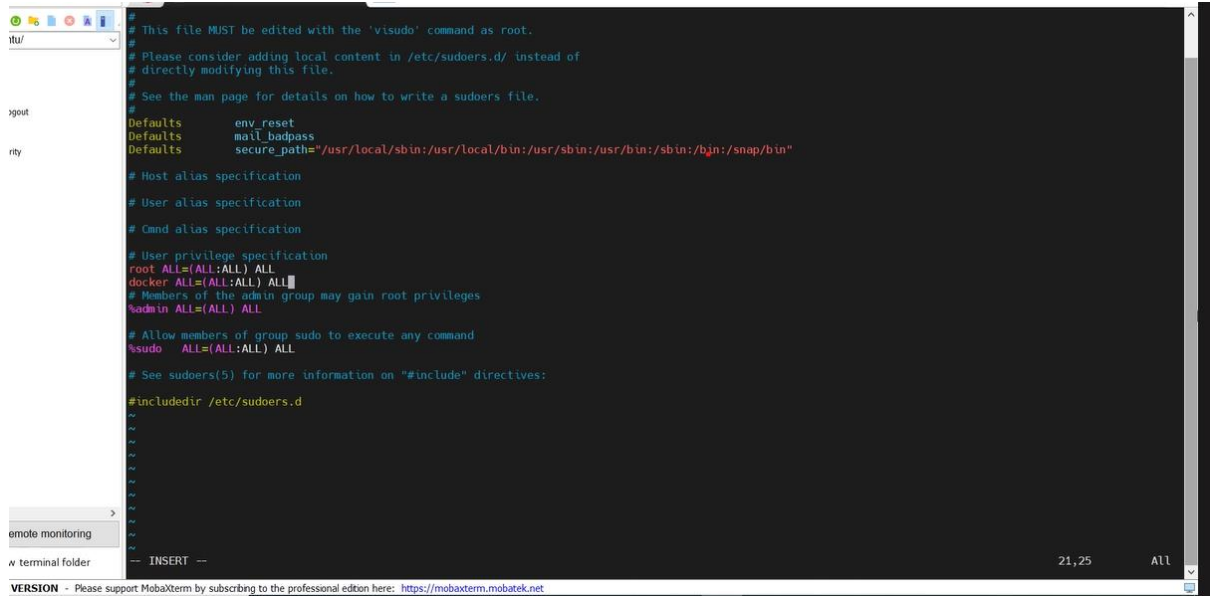 #
# This file MUST be edited with the 'visudo' command as root.
#
# Please consider adding local content in /etc/sudoers.d/ instead of
# directly modifying this file.
#
# See the man page for details on how to write a sudoers file.
#
Defaults        env_reset
Defaults        mail_badpass
Defaults        secure_path="/usr/local/sbin:/usr/local/bin:/usr/sbin:/usr/bin:/sbin:/bin:/snap/bin"
# Host alias specification
# User alias specification
# Cmnd alias specification
# User privilege specification
root ALL=(ALL:ALL) ALL
docker ALL=(ALL:ALL) ALL
# Members of the admin group may gain root privileges
%admin ALL=(ALL) ALL
# Allow members of group sudo to execute any command
%sudo   ALL=(ALL:ALL) ALL
# See sudoers(5) for more information on "#include" directives:
#includedir /etc/sudoers.d
~
~
~
~
~
~
~
~
~
~
~
-- INSERT --                    21,25        All
ntu/
ogout
rity
emote monitoring
w terminal folder
VERSION - Please support MobaXterm by subscribing to the professional edition here: https://mobaxterm.mobatek.net